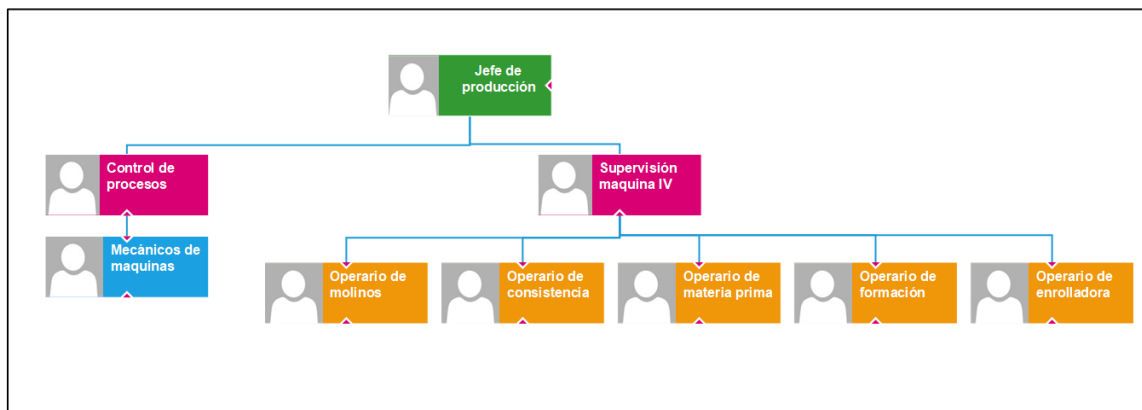 Jefe de
producción
Control de
procesos
Supervisión
maquina IV
Mecánicos de
maquinas
Operario de
molinos
Operario de
consistencia
Operario de
materia prima
Operario de
formación
Operario de
enrolladora